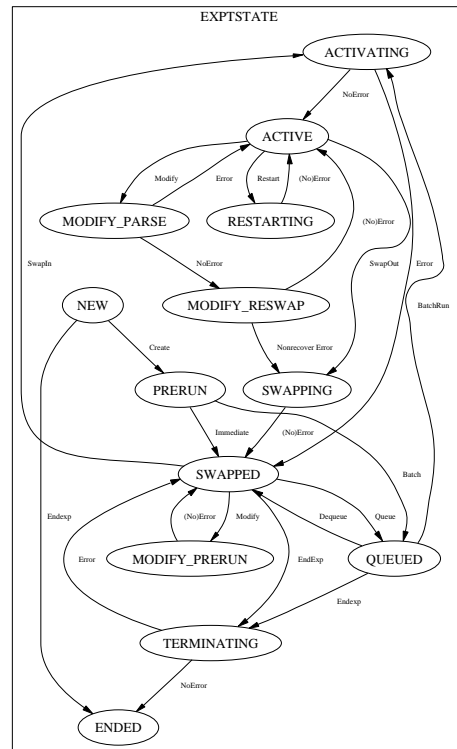 EXPTSTATE
ACTIVATING
NoError
ACTIVE
Modify
Error
Restart
(No)Error
MODIFY_PARSE
RESTARTING
(No)Error
SwapIn
NoError
SwapOut
Error
NEW
MODIFY_RESWAP
BatchRun
Create
Nonrecover Error
PRERUN
SWAPPING
Immediate
(No)Error
SWAPPED
Batch
Endexp
(No)Error
Modify
Dequeue
Queue
Error
MODIFY_PRERUN
EndExp
QUEUED
Endexp
TERMINATING
NoError
ENDED